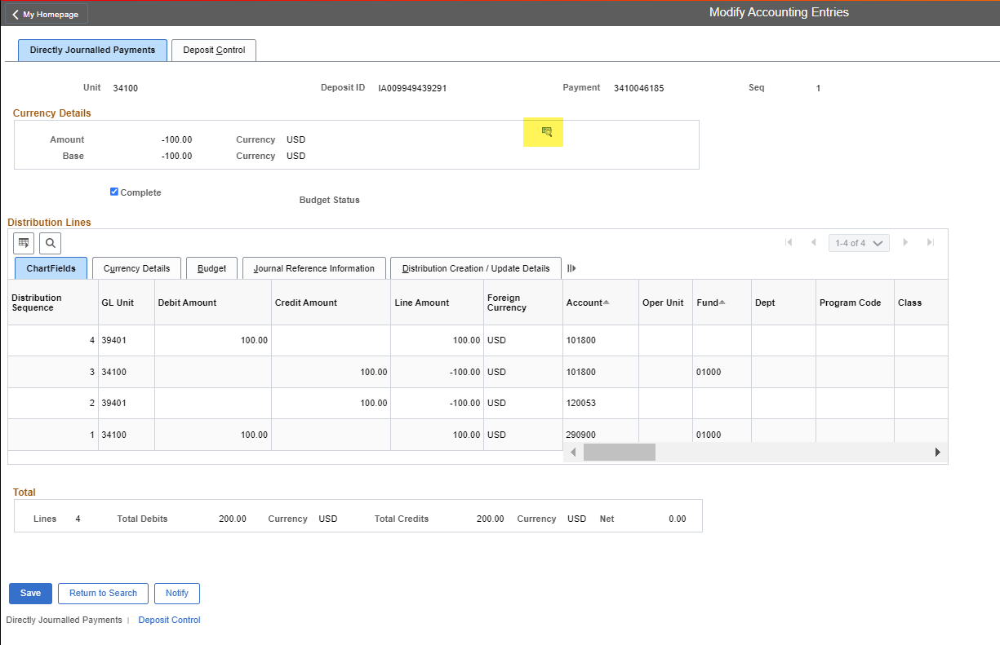 My Homepage
Modify Accounting Entries
Directly Journalled Payments Deposit Control
Unit 34100 Deposit ID IA009949439291 Payment 3410046185 Seq 1
Currency Details
Amount -100.00 Currency USD
Base -100.00 Currency USD
Complete
Budget Status
Distribution Lines
1-4 of 4
ChartFields Currency Details Budget Journal Reference Information Distribution Creation / Update Details
Distribution Sequence GL Unit Debit Amount Credit Amount Line Amount Foreign Currency Account Oper Unit Fund Dept Program Code Class
4 39401 100.00 100.00 USD 101800
3 34100 100.00 -100.00 USD 101800 01000
2 39401 100.00 -100.00 USD 120053
1 34100 100.00 100.00 USD 290900 01000
Total
Lines 4 Total Debits 200.00 Currency USD Total Credits 200.00 Currency USD Net 0.00
Save Return to Search Notify
Directly Journalled Payments | Deposit Control